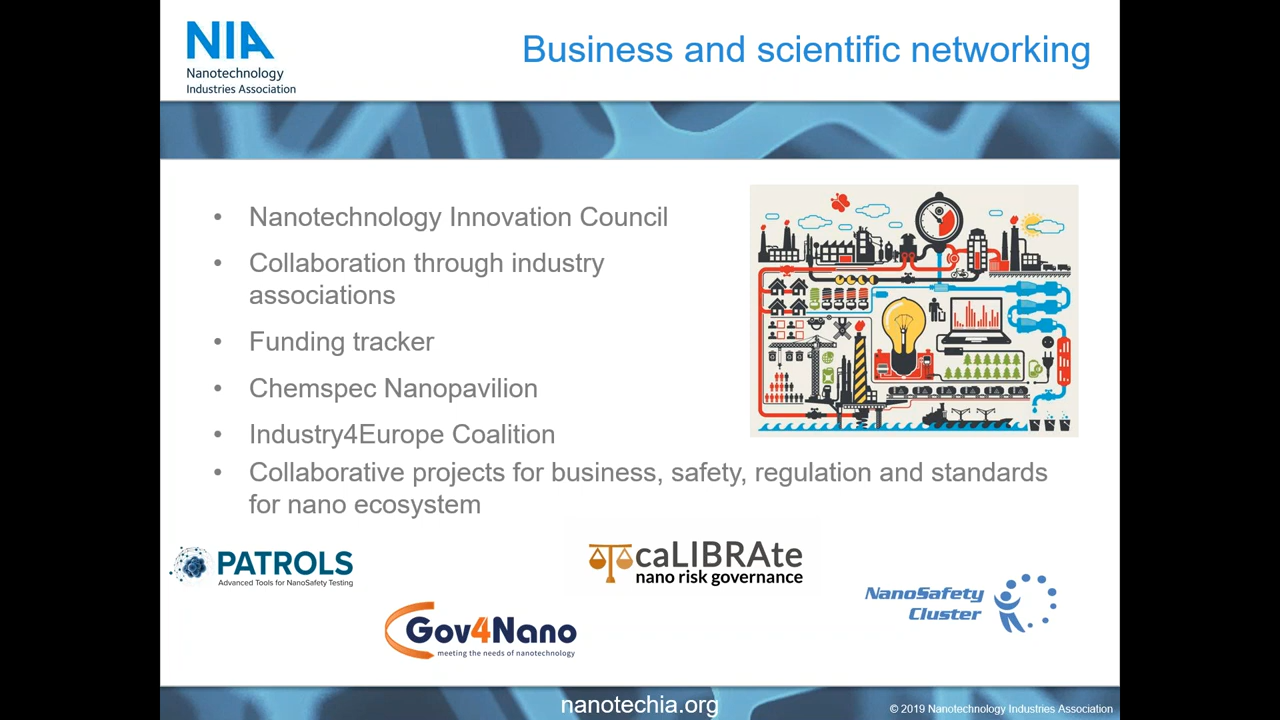 NIA
Nanotechnology
Industries Association
Business and scientific networking
• Nanotechnology Innovation Council
• Collaboration through industry
associations
• Funding tracker
• Chemspec Nanopavilion
• Industry4Europe Coalition
• Collaborative projects for business, safety, regulation and standards
for nano ecosystem
PATROLS
Advanced Tools for NanoSafety Testing
caLIBRAte
nano risk governance
NanoSafety
Cluster
Gov4Nano
meeting the needs of nanotechnology
nanotechia.org
© 2019 Nanotechnology Industries Association